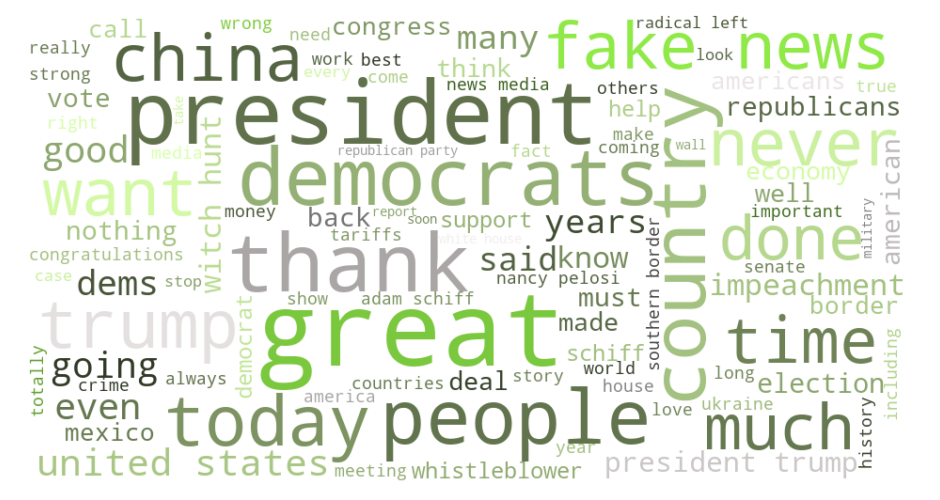 radical left
wrong
need
congress
call
many
fake news
really
china
work
best
look
think
strong
every
come
news media
americans
true
president
others
vote
take
help
republicans
right
make
never
good
media
republican party
fact
coming
wall
democrats
country
economy
want
witch hunt
well
american
money
back
report
soon
support
years
important
nothing
tariffs
white house
done
military
thank
said
know
southern border
senate
congratulations
case
dems
stop
nancy pelosi
impeachment
show
adam schiff
must
border
trump
great
made
time
democrat
schiff
going
crime
always
countries
deal
story
world
house
long
election
including
totally
even
america
love
ukraine
today
people
much
history
mexico
year
united states
meeting
whistleblower
president trump